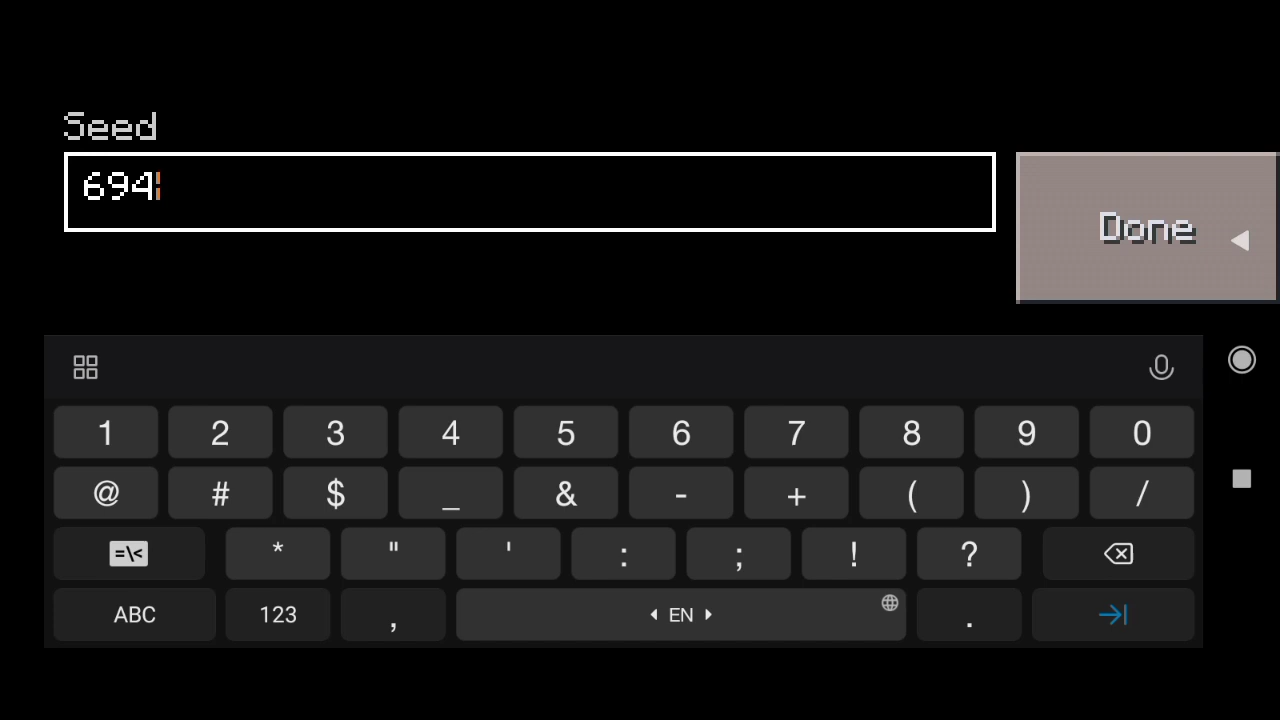 Seed
694
Done
1 2 3 4 5 6 7 8 9 0
@ # $ _ & - + ( ) /
=\< * " ' : ; ! ?
ABC 123 , EN .